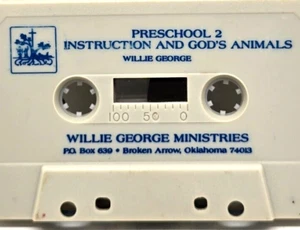 PRESCHOOL 2
INSTRUCTION AND GOD'S ANIMALS
WILLIE GEORGE
100 50 0
WILLIE GEORGE MINISTRIES
P.O. Box 639 • Broken Arrow, Oklahoma 74013